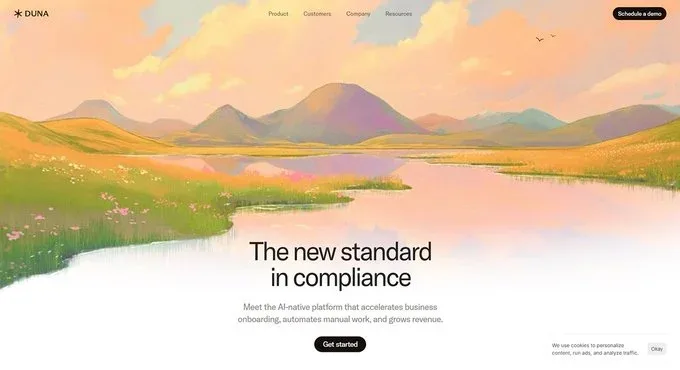 DUNA
Product
Customers
Company
Resources
Schedule a demo
The new standard
in compliance
Meet the AI-native platform that accelerates business
onboarding, automates manual work, and grows revenue.
Get started
We use cookies to personalize
content, run ads, and analyze traffic.
Okay